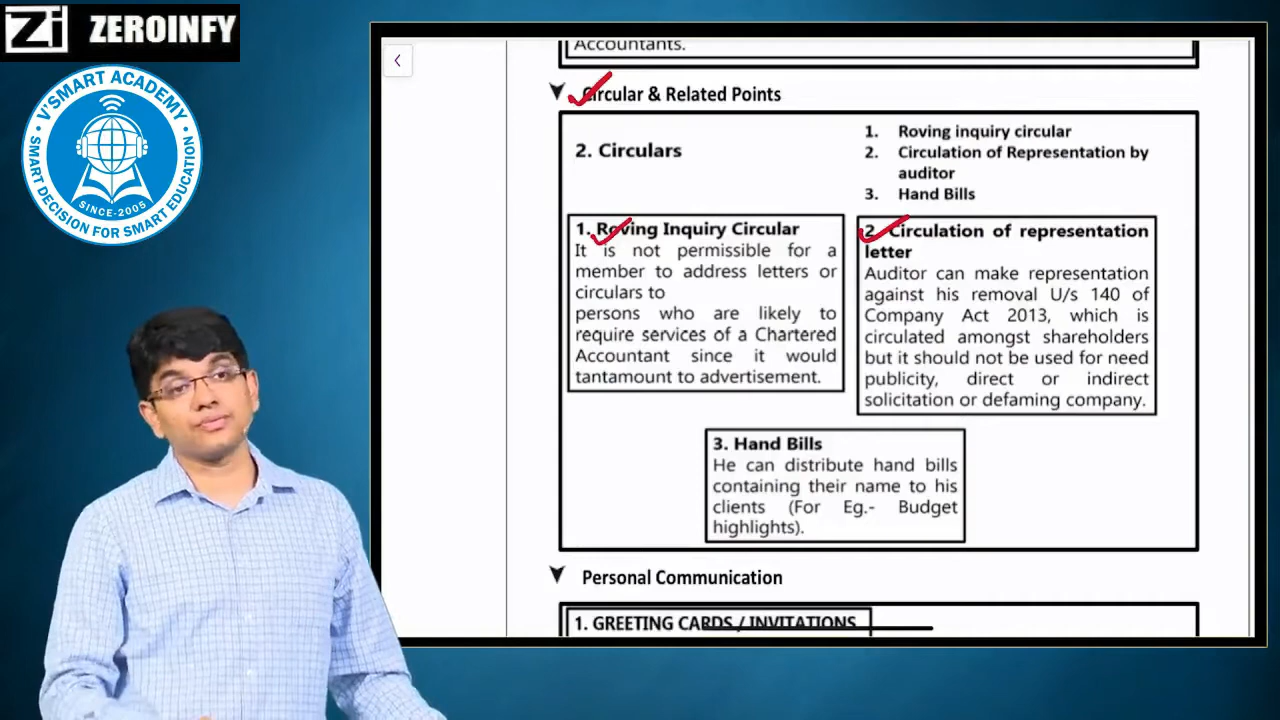 Zi ZEROINFY
V'SMART ACADEMY
SMART DECISION FOR SMART EDUCATION
SINCE-2005
Accountants.
Circular & Related Points
2. Circulars
1. Roving inquiry circular
2. Circulation of Representation by
auditor
3. Hand Bills
1. Roving Inquiry Circular
It is not permissible for a
member to address letters or
circulars to
persons who are likely to
require services of a Chartered
Accountant since it would
tantamount to advertisement.
2. Circulation of representation
letter
Auditor can make representation
against his removal U/s 140 of
Company Act 2013, which is
circulated amongst shareholders
but it should not be used for need
publicity, direct or indirect
solicitation or defaming company.
3. Hand Bills
He can distribute hand bills
containing their name to his
clients (For Eg.- Budget
highlights).
Personal Communication
1. GREETING CARDS / INVITATIONS